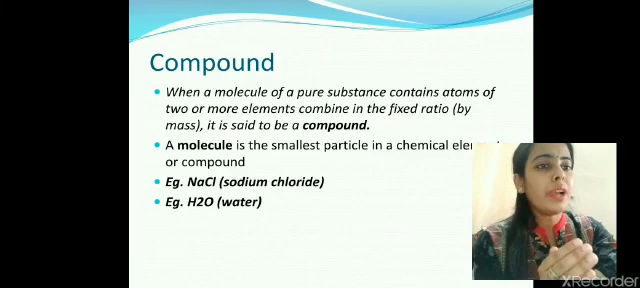 Compound
When a molecule of a pure substance contains atoms of
two or more elements combine in the fixed ratio (by
mass), it is said to be a compound.
A molecule is the smallest particle in a chemical
or compound
Eg. NaCl (sodium chloride)
Eg. H2O (water)
XRecorder